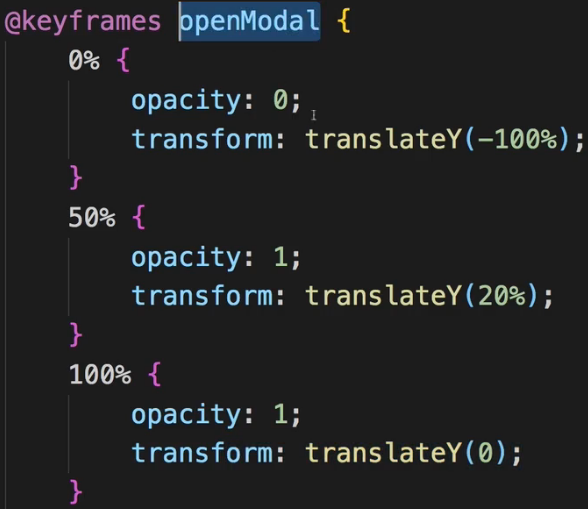 @keyframes openModal {
0% {
opacity: 0;
transform: translateY(-100%);
}
50% {
opacity: 1;
transform: translateY(20%);
}
100% {
opacity: 1;
transform: translateY(0);
}